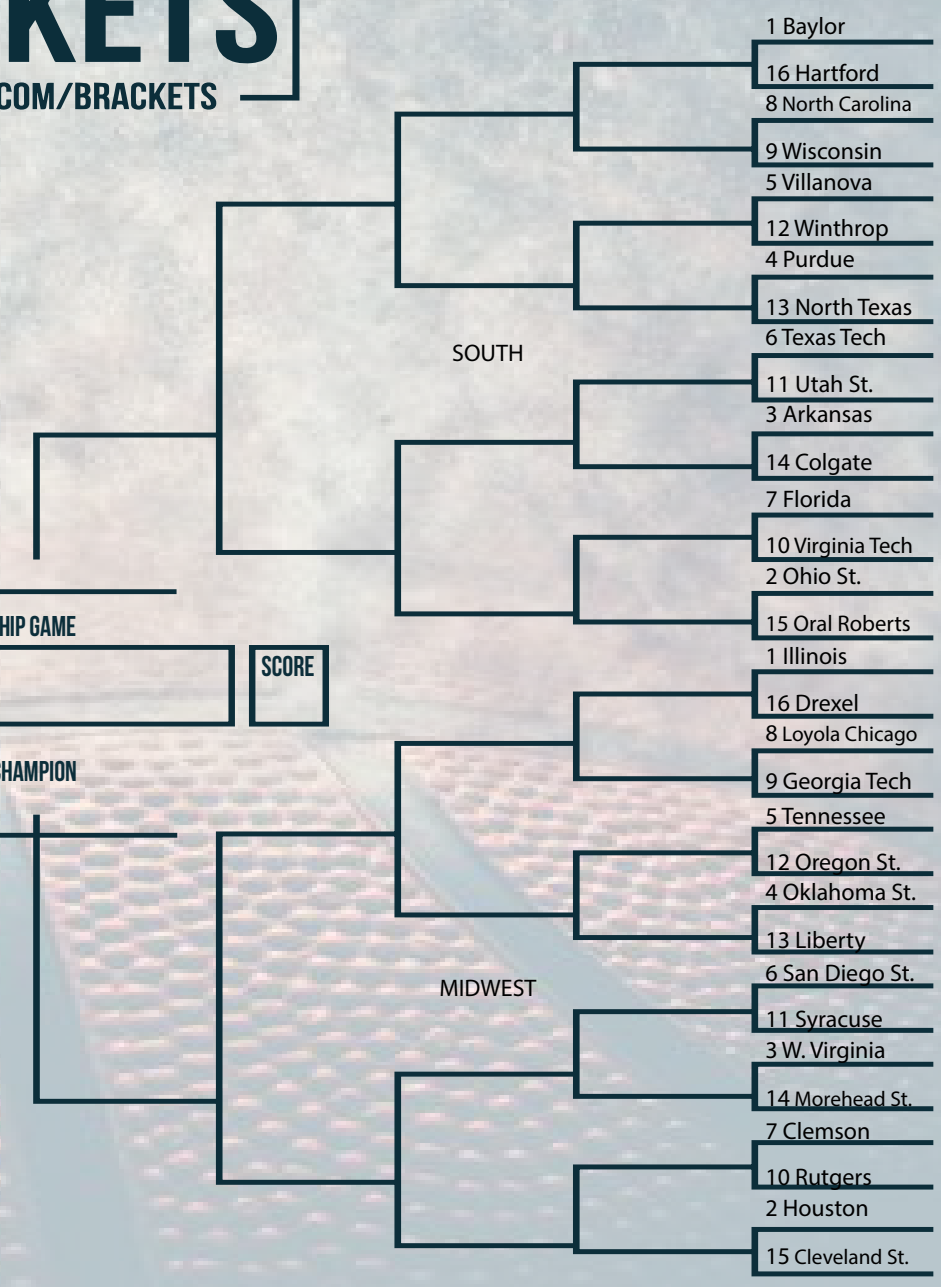 KETS
COM/BRACKETS
1 Baylor
16 Hartford
8 North Carolina
9 Wisconsin
5 Villanova
12 Winthrop
4 Purdue
13 North Texas
SOUTH
6 Texas Tech
11 Utah St.
3 Arkansas
14 Colgate
7 Florida
10 Virginia Tech
2 Ohio St.
15 Oral Roberts
HIP GAME
SCORE
CHAMPION
1 Illinois
16 Drexel
8 Loyola Chicago
9 Georgia Tech
5 Tennessee
12 Oregon St.
4 Oklahoma St.
13 Liberty
MIDWEST
6 San Diego St.
11 Syracuse
3 W. Virginia
14 Morehead St.
7 Clemson
10 Rutgers
2 Houston
15 Cleveland St.